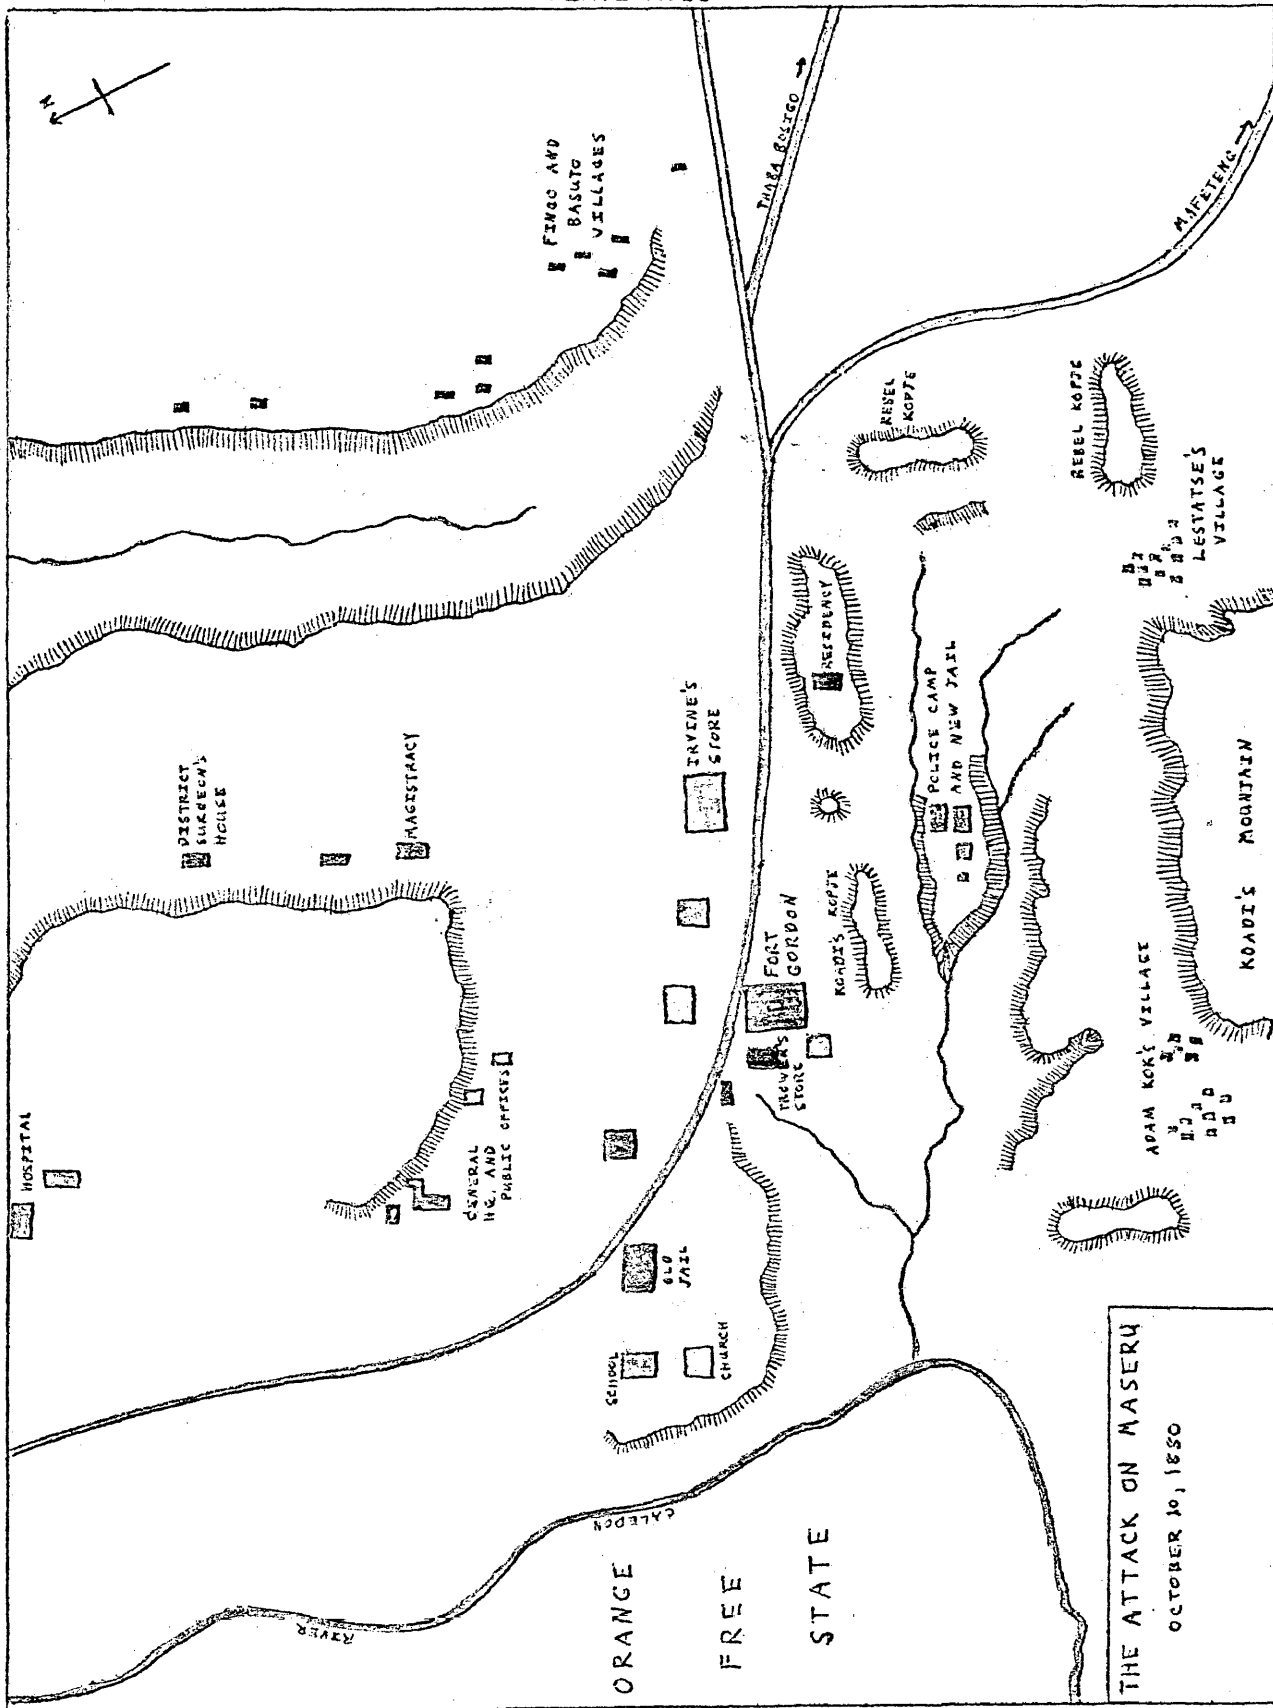 N
FINGO AND
BASUTO
VILLAGES
THABA BOSIGO →
MAFETENG →
REBEL
KOPJE
REBEL KOPJE
LESTATSE'S
VILLAGE
RESIDENCY
POLICE CAMP
AND NEW JAIL
IRVINE'S
STORE
DISTRICT
SURGEON'S
HOUSE
MAGISTRACY
KOADI'S MOUNTAIN
KOADI'S KOPJE
FORT
GORDON
TROWER'S
STORE
ADAM KOK'S VILLAGE
HOSPITAL
GENERAL
HQ. AND
PUBLIC OFFICES
OLD
JAIL
SCHOOL
CHURCH
CALEDON
RIVER
ORANGE
FREE
STATE
THE ATTACK ON MASERU
OCTOBER 10, 1880